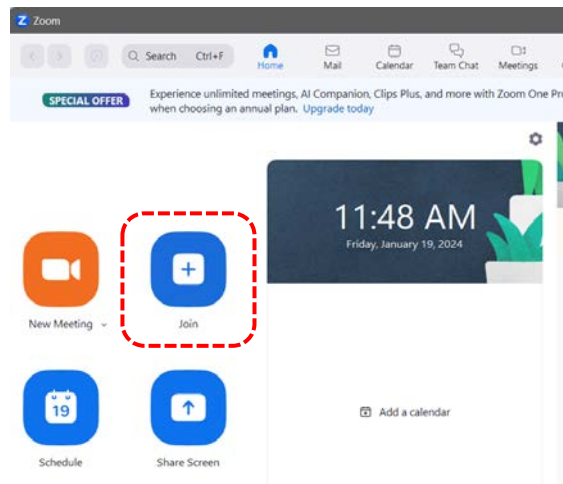 Zoom
Search Ctrl+F
Home Mail Calendar Team Chat Meetings
SPECIAL OFFER
Experience unlimited meetings, AI Companion, Clips Plus, and more with Zoom One
when choosing an annual plan. Upgrade today
11:48 AM
Friday, January 19, 2024
New Meeting Join
19
Schedule Share Screen
Add a calendar